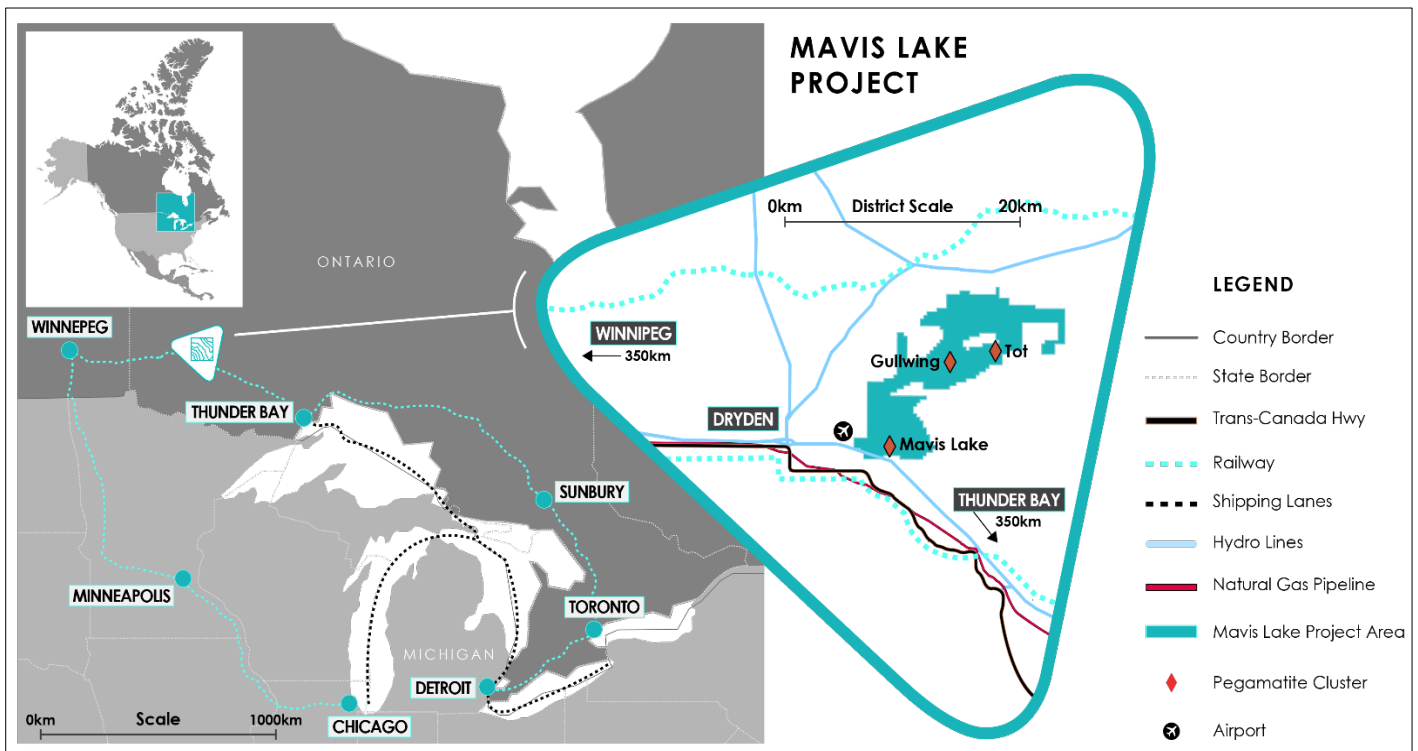 MAVIS LAKE
PROJECT
ONTARIO
WINNEPEG
THUNDER BAY
SUNBURY
MINNEAPOLIS
TORONTO
MICHIGAN
DETROIT
CHICAGO
0km Scale 1000km
0km District Scale 20km
WINNIPEG
350km
Gullwing
Tot
DRYDEN
Mavis Lake
THUNDER BAY
350km
LEGEND
Country Border
State Border
Trans-Canada Hwy
Railway
Shipping Lanes
Hydro Lines
Natural Gas Pipeline
Mavis Lake Project Area
Pegamatite Cluster
Airport